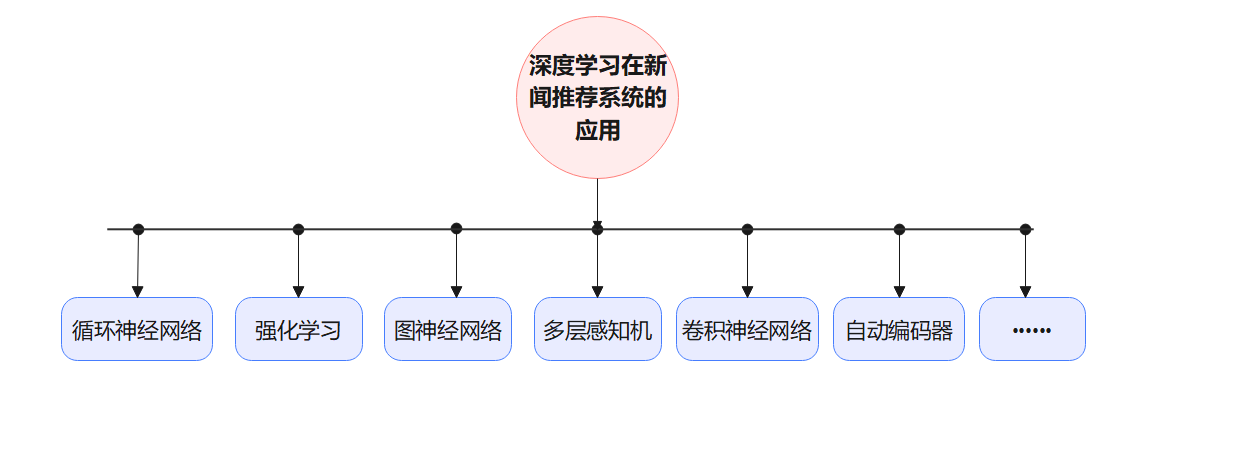 深度学习在新
闻推荐系统的
应用
循环神经网络
强化学习
图神经网络
多层感知机
卷积神经网络
自动编码器
······